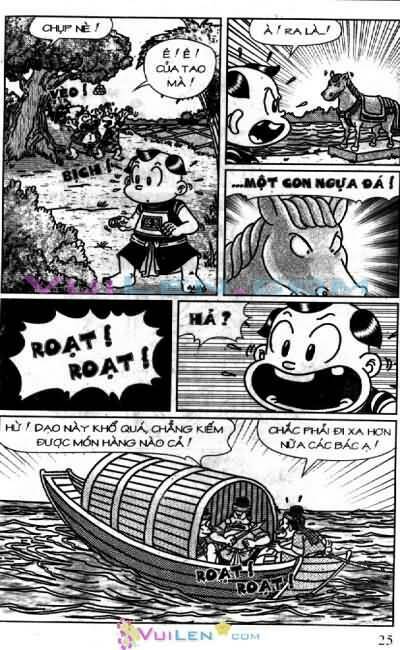 CHỤP NÈ!
Ê! Ê!
CỦA TAO
MÀ!
VÈO!
BỊCH!
À! RA LÀ...!
...MỘT CON NGỰA ĐÁ!
ROẠT!
ROẠT!
HẢ?
HỪ! DẠO NÀY KHỔ QUÁ, CHẲNG KIẾM
ĐƯỢC MÓN HÀNG NÀO CẢ!
CHẮC PHẢI ĐI XA HƠN
NỮA CÁC BÁC Ạ!
ROẠT!
ROẠT!
VUILEN.com
25